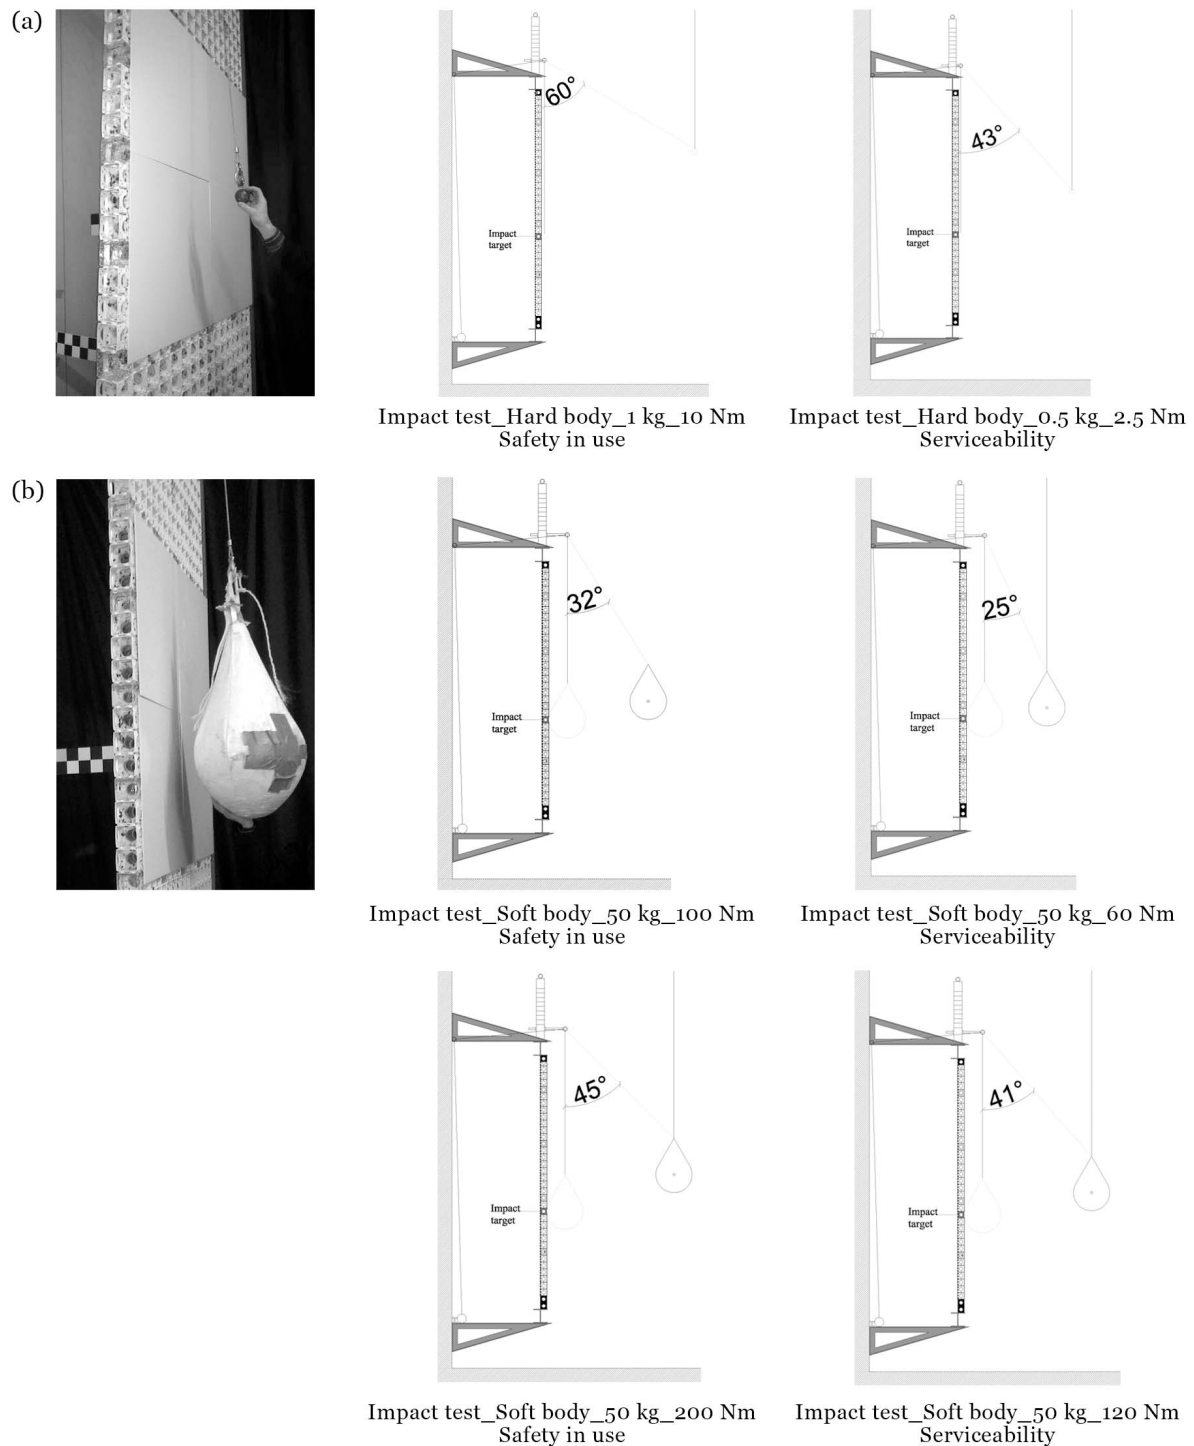 (a)
60°
Impact
target
43°
Impact
target
Impact test_Hard body_1 kg_10 Nm
Safety in use
Impact test_Hard body_0.5 kg_2.5 Nm
Serviceability
(b)
32°
Impact
target
25°
Impact
target
Impact test_Soft body_50 kg_100 Nm
Safety in use
Impact test_Soft body_50 kg_60 Nm
Serviceability
45°
Impact
target
41°
Impact
target
Impact test_Soft body_50 kg_200 Nm
Safety in use
Impact test_Soft body_50 kg_120 Nm
Serviceability